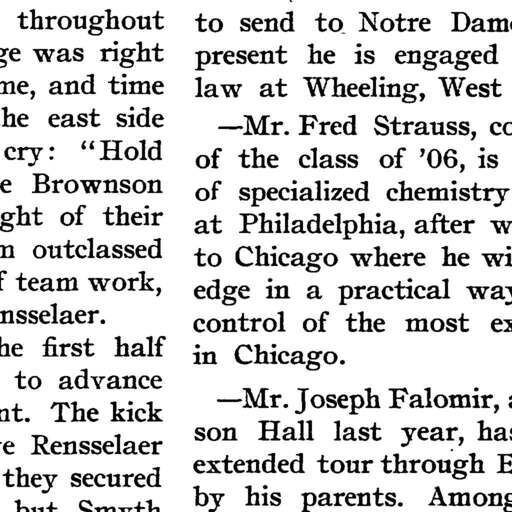 throughout
ge was right
me, and time
he east side
cry: "Hold
e Brownson
ght of their
m outclassed
f team work,
nsselaer.
he first half
to advance
nt. The kick
e Rensselaer
they secured
but Smyth
to send to Notre Dame
present he is engaged
law at Wheeling, West
—Mr. Fred Strauss, co
of the class of '06, is
of specialized chemistry
at Philadelphia, after w
to Chicago where he wi
edge in a practical way
control of the most ex
in Chicago.
—Mr. Joseph Falomir, a
son Hall last year, has
extended tour through E
by his parents. Among